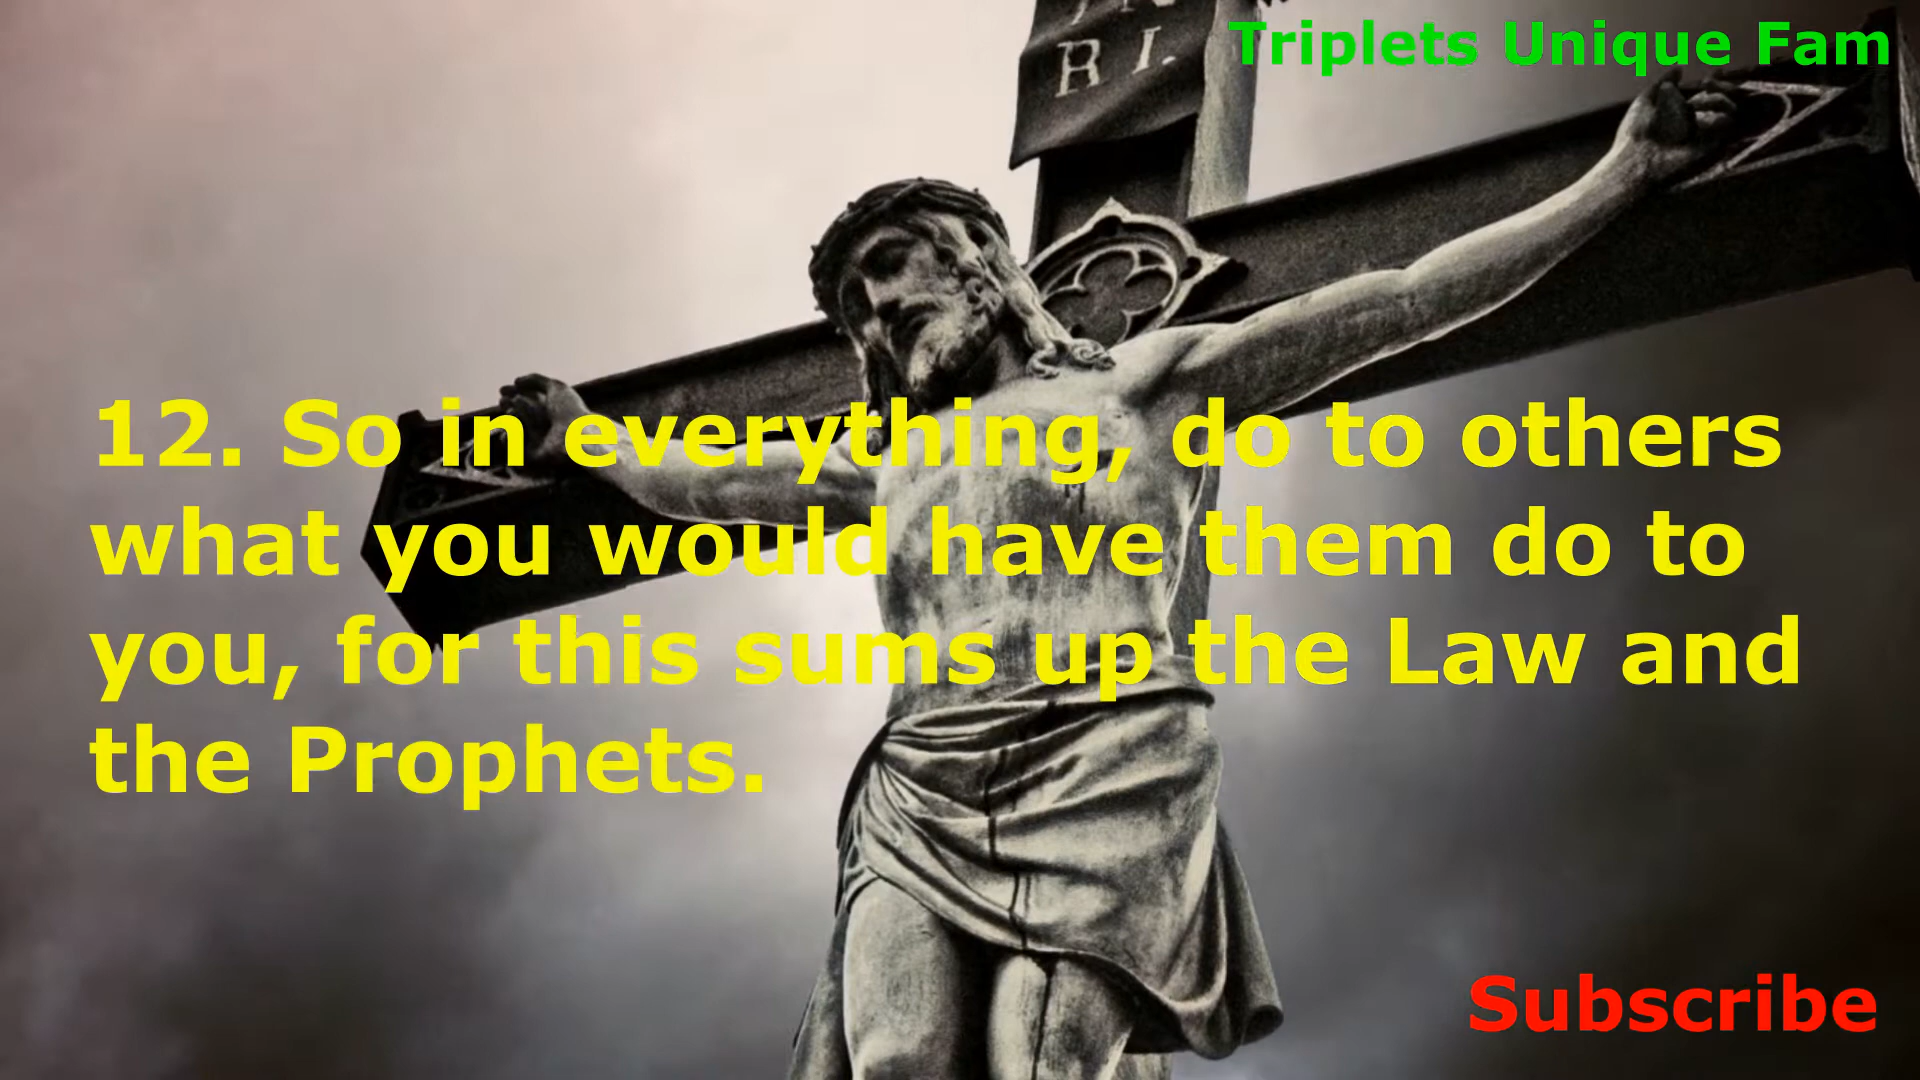 R I.
Triplets Unique Fam
12. So in everything, do to others
what you would have them do to
you, for this sums up the Law and
the Prophets.
Subscribe